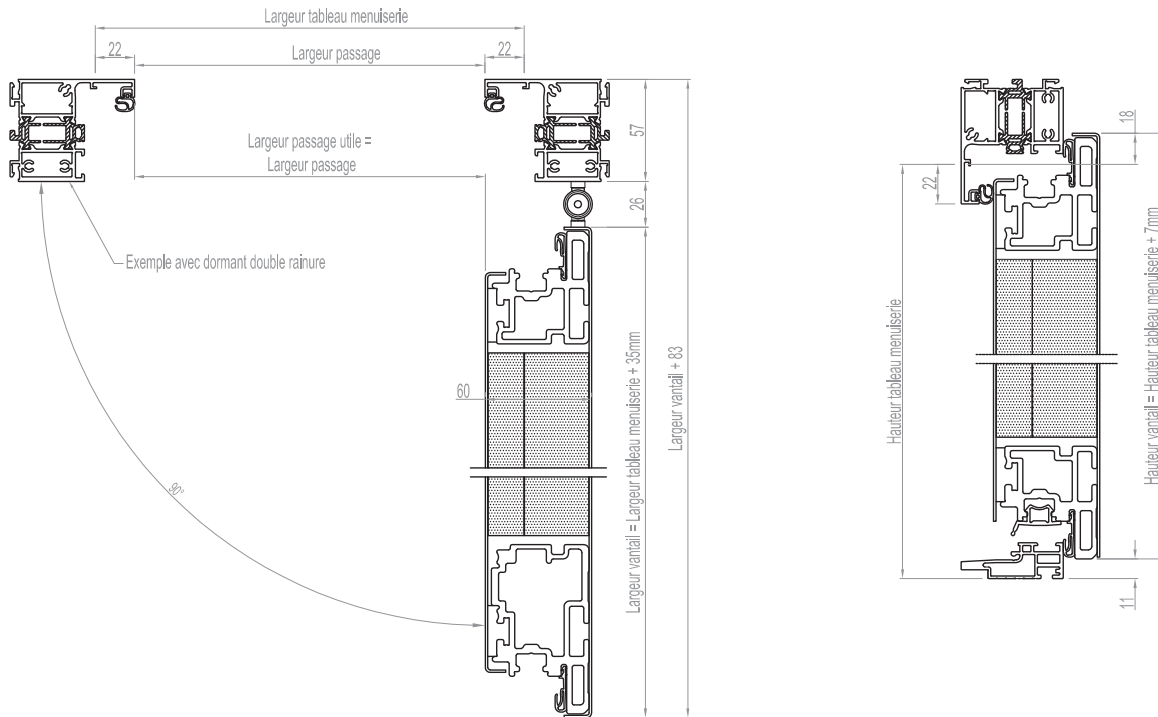 Largeur tableau menuiserie
22
Largeur passage
22
Largeur passage utile =
Largeur passage
57
26
Exemple avec dormant double rainure
60
90°
Largeur vantail = Largeur tableau menuiserie + 35mm
Largeur vantail + 83
18
22
Hauteur tableau menuiserie
Hauteur vantail = Hauteur tableau menuiserie + 7mm
11